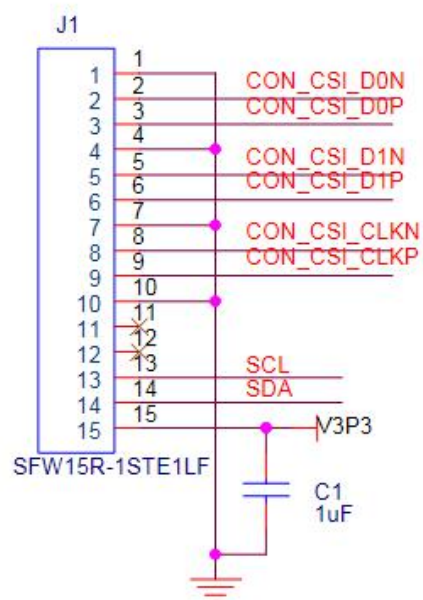 J1
1 1
2 2 CON_CSI_D0N
3 3 CON_CSI_D0P
4 4
5 5 CON_CSI_D1N
6 6 CON_CSI_D1P
7 7
8 8 CON_CSI_CLKN
9 9 CON_CSI_CLKP
10 10
11 11
12 12
13 13 SCL
14 14 SDA
15 15 V3P3
SFW15R-1STE1LF
C1
1uF